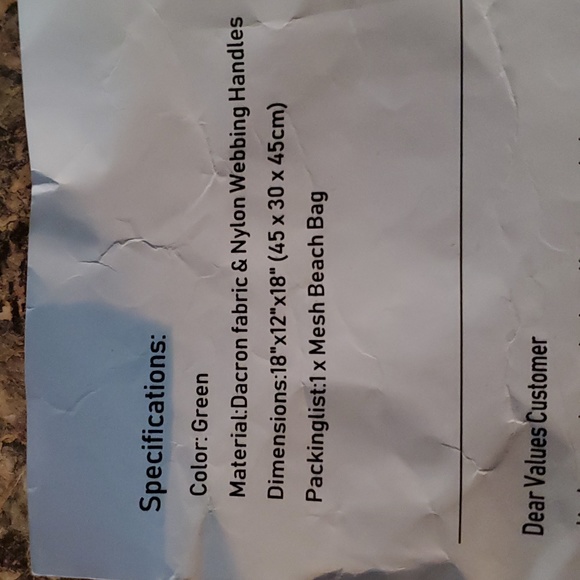 Specifications:
Color: Green
Material:Dacron fabric & Nylon Webbing Handles
Dimensions:18"x12"x18" (45 x 30 x 45cm)
Packinglist:1 x Mesh Beach Bag
Dear Values Customer